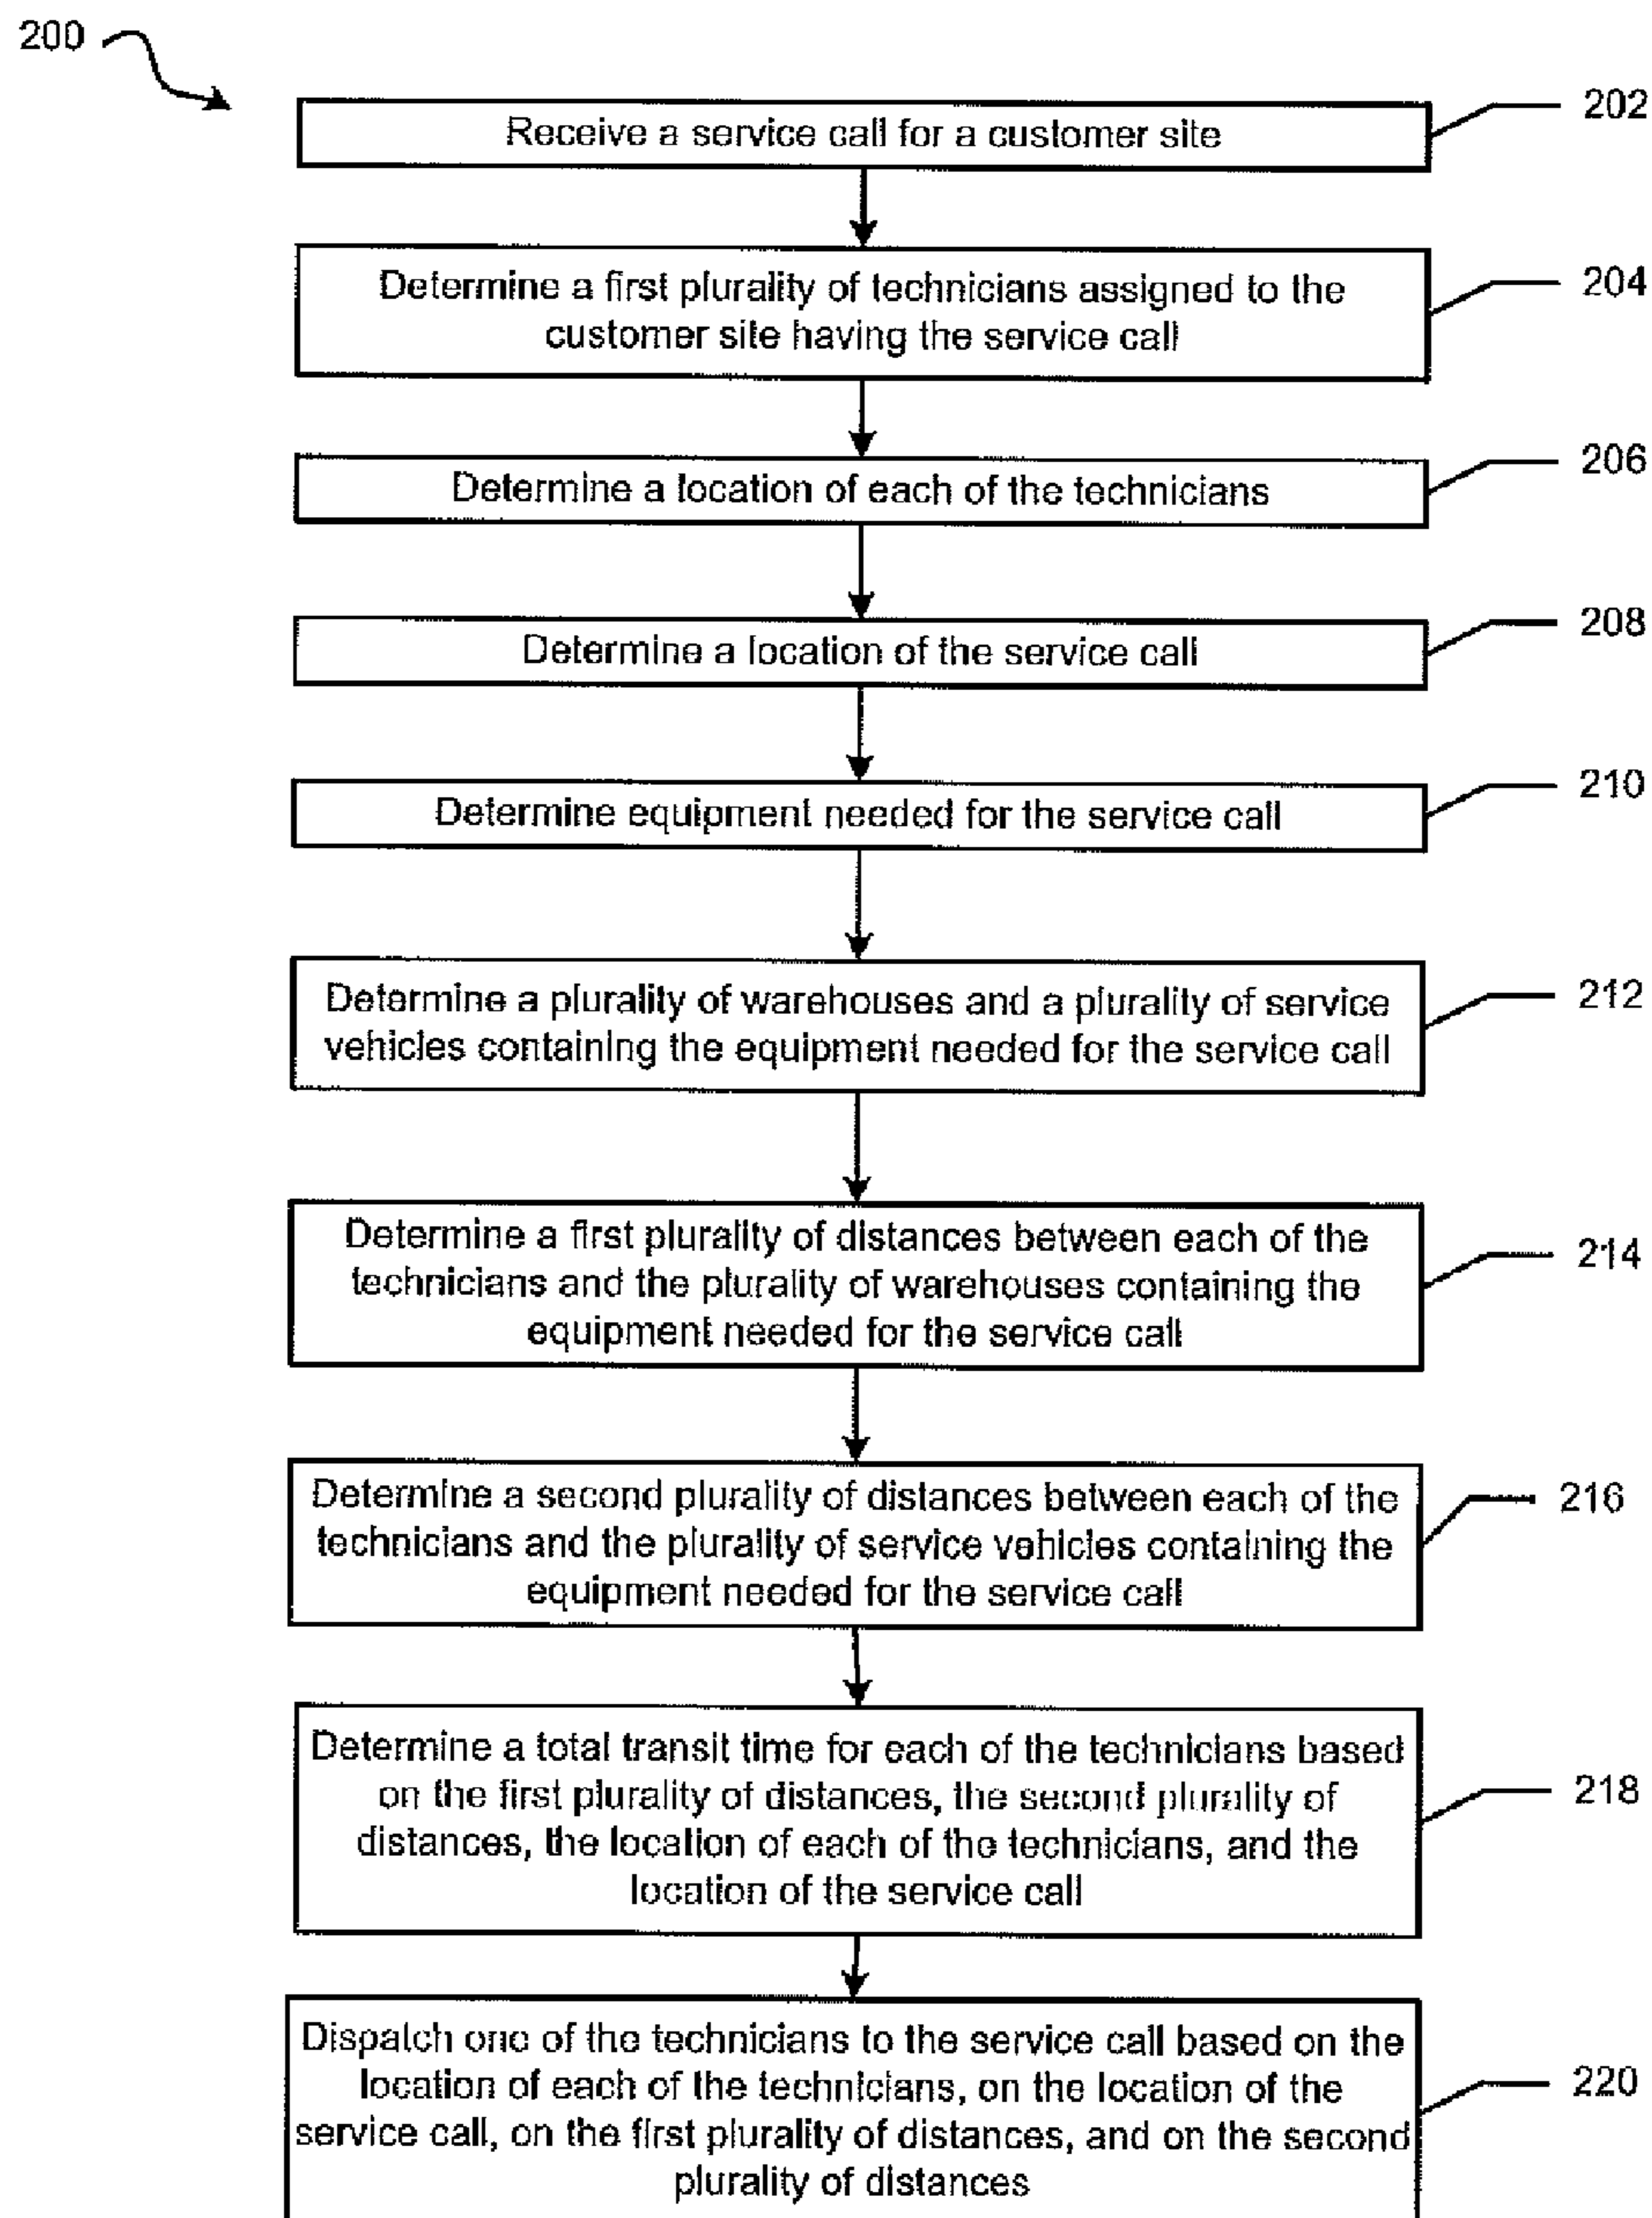 200
202
Receive a service call for a customer site
204
Determine a first plurality of technicians assigned to the
customer site having the service call
206
Determine a location of each of the technicians
208
Determine a location of the service call
210
Determine equipment needed for the service call
212
Determine a plurality of warehouses and a plurality of service
vehicles containing the equipment needed for the service call
214
Determine a first plurality of distances between each of the
technicians and the plurality of warehouses containing the
equipment needed for the service call
216
Determine a second plurality of distances between each of the
technicians and the plurality of service vehicles containing the
equipment needed for the service call
218
Determine a total transit time for each of the technicians based
on the first plurality of distances, the second plurality of
distances, the location of each of the technicians, and the
location of the service call
220
Dispatch one of the technicians to the service call based on the
location of each of the technicians, on the location of the
service call, on the first plurality of distances, and on the second
plurality of distances